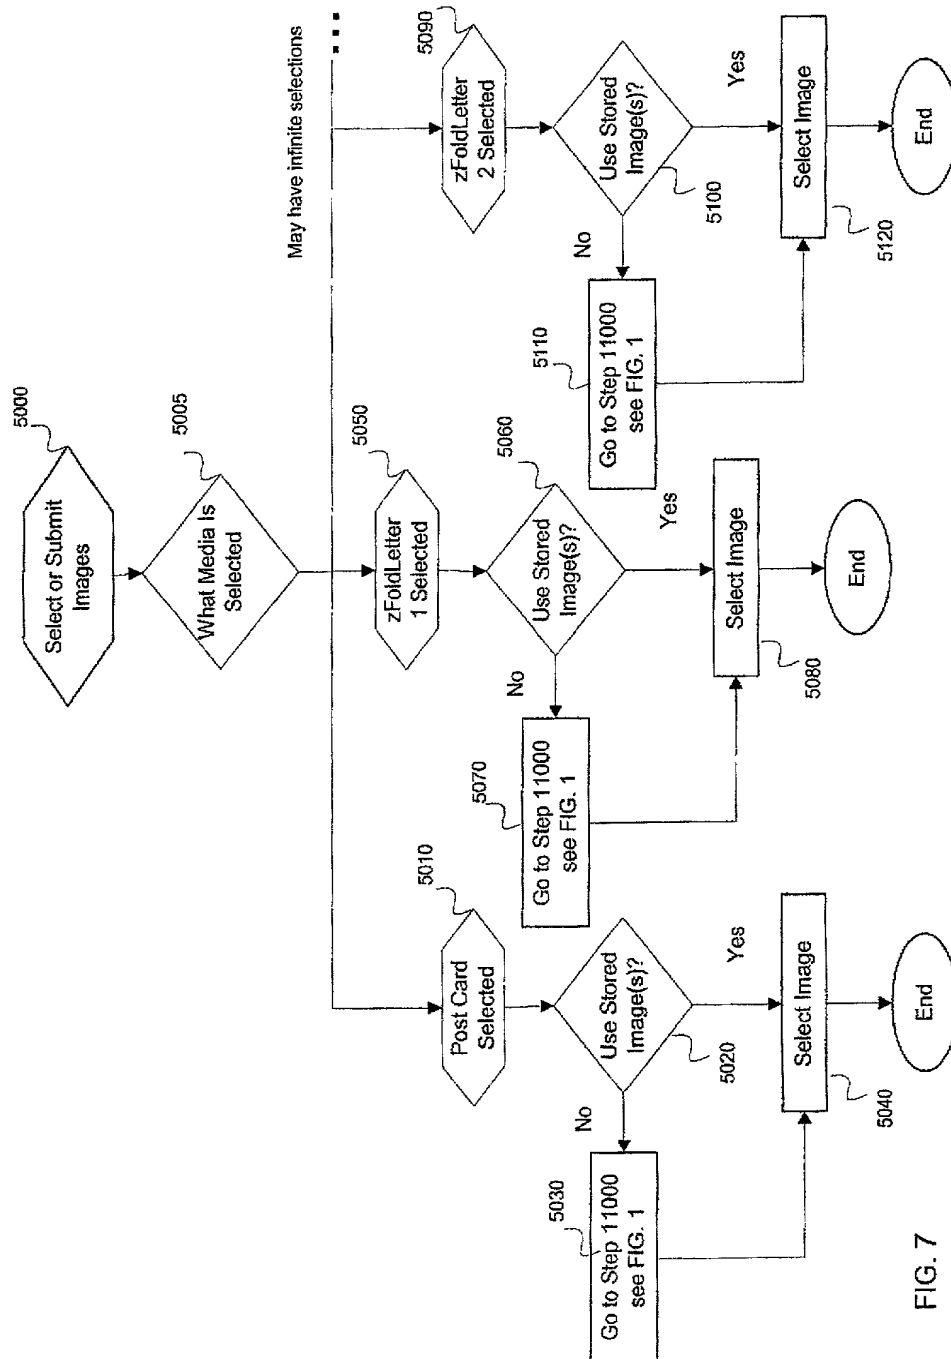 5000
Select or Submit
Images
5005
What Media Is
Selected
May have infinite selections
5010
Post Card
Selected
Use Stored
Image(s)?
5020
No
Yes
5030
Go to Step 11000
see FIG. 1
Select Image
5040
End
5050
zFoldLetter
1 Selected
5060
Use Stored
Image(s)?
No
Yes
5070
Go to Step 11000
see FIG. 1
Select Image
5080
End
5090
zFoldLetter
2 Selected
Use Stored
Image(s)?
5100
No
Yes
5110
Go to Step 11000
see FIG. 1
Select Image
5120
End
FIG. 7